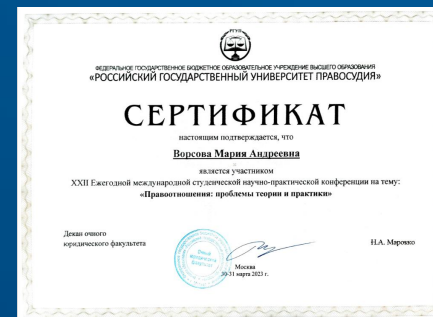 РГУП
ФЕДЕРАЛЬНОЕ ГОСУДАРСТВЕННОЕ БЮДЖЕТНОЕ ОБРАЗОВАТЕЛЬНОЕ УЧРЕЖДЕНИЕ ВЫСШЕГО ОБРАЗОВАНИЯ
«РОССИЙСКИЙ ГОСУДАРСТВЕННЫЙ УНИВЕРСИТЕТ ПРАВОСУДИЯ»
СЕРТИФИКАТ
настоящим подтверждается, что
Ворсова Мария Андреевна
является участником
XXII Ежегодной международной студенческой научно-практической конференции на тему:
«Правоотношения: проблемы теории и практики»
Декан очного
юридического факультета
Н.А. Марокко
Москва
30-31 марта 2023 г.